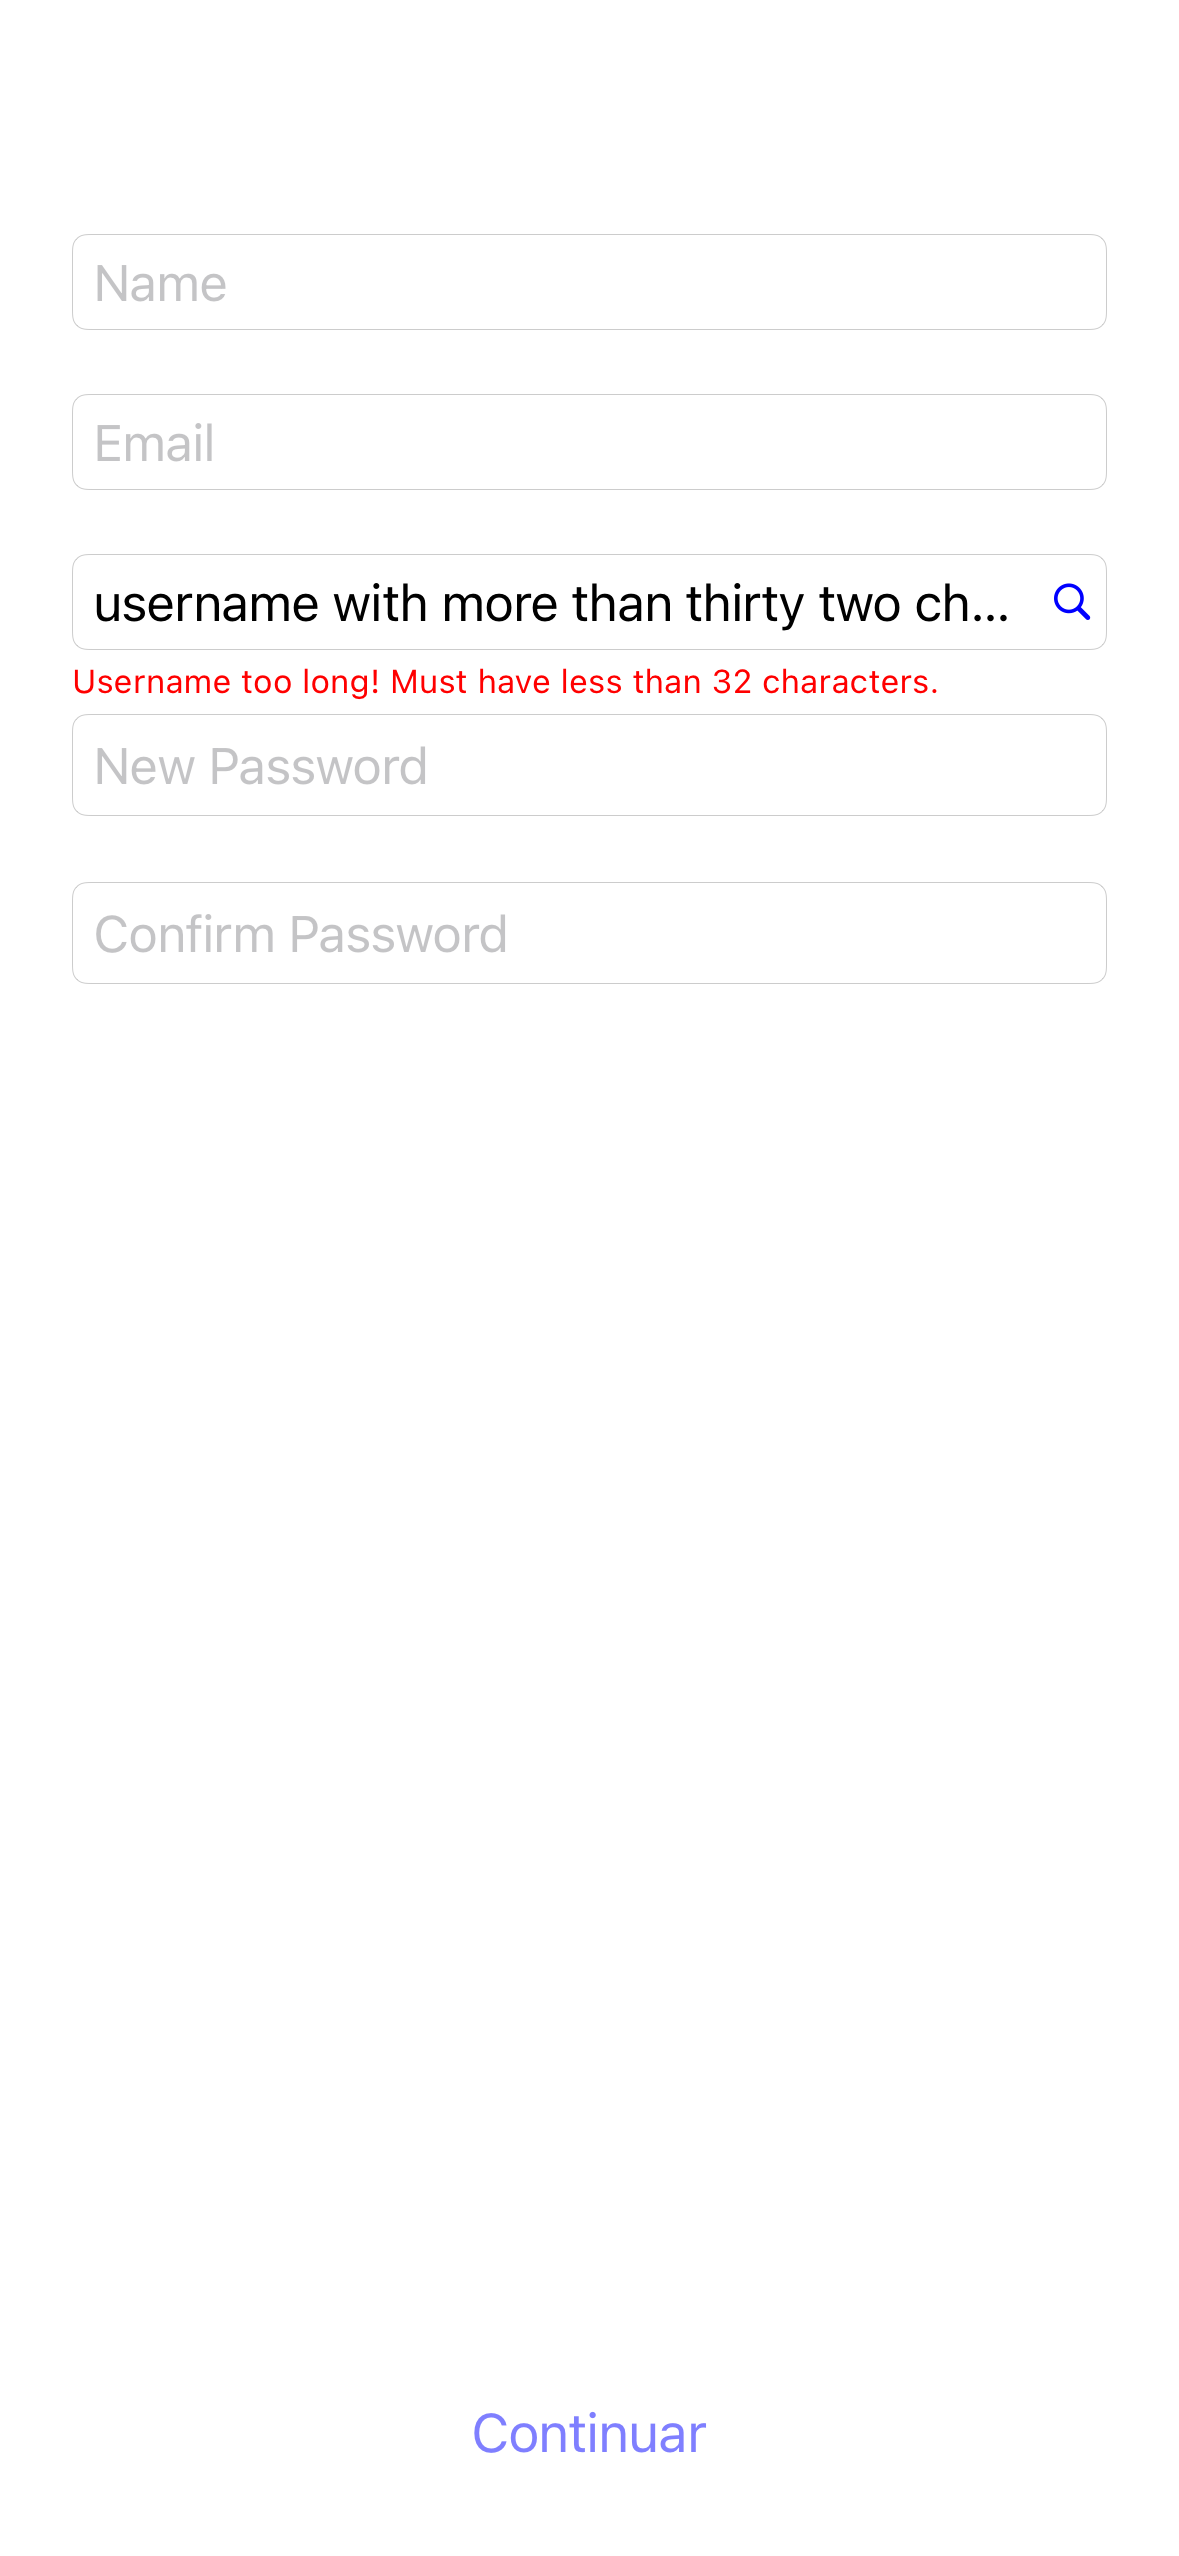 Name
Email
username with more than thirty two ch...
Username too long! Must have less than 32 characters.
New Password
Confirm Password
Continuar